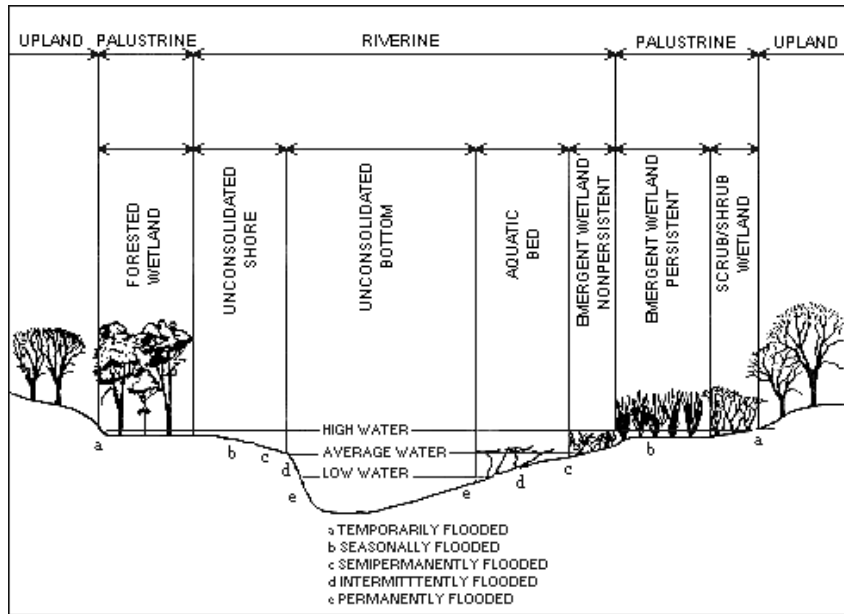 UPLAND PALUSTRINE RIVERINE PALUSTRINE UPLAND
FORESTED
WETLAND
UNCONSOLIDATED
SHORE
UNCONSOLIDATED
BOTTOM
AQUATIC
BED
EMERGENT WETLAND
NONPERSISTENT
EMERGENT WETLAND
PERSISTENT
SCRUB/SHRUB
WETLAND
HIGH WATER
AVERAGE WATER
LOW WATER
a
b
c
d
e
e
d
c
b
a
a TEMPORARILY FLOODED
b SEASONALLY FLOODED
c SEMIPERMANENTLY FLOODED
d INTERMITTTENTLY FLOODED
e PERMANENTLY FLOODED